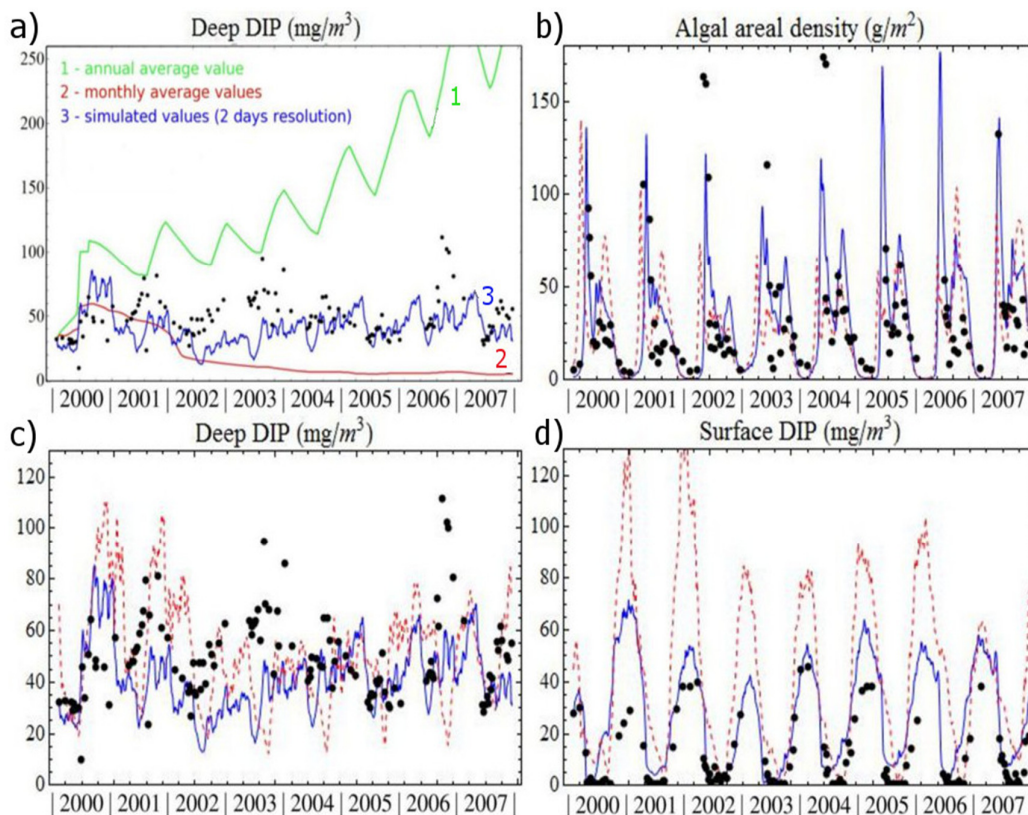 a) Deep DIP (mg/m³)
250
200
150
100
50
0
1 - annual average value
2 - monthly average values
3 - simulated values (2 days resolution)
1
3
2
2000 2001 2002 2003 2004 2005 2006 2007
b) Algal areal density (g/m²)
150
100
50
0
2000 2001 2002 2003 2004 2005 2006 2007
c) Deep DIP (mg/m³)
120
100
80
60
40
20
0
2000 2001 2002 2003 2004 2005 2006 2007
d) Surface DIP (mg/m³)
120
100
80
60
40
20
0
2000 2001 2002 2003 2004 2005 2006 2007